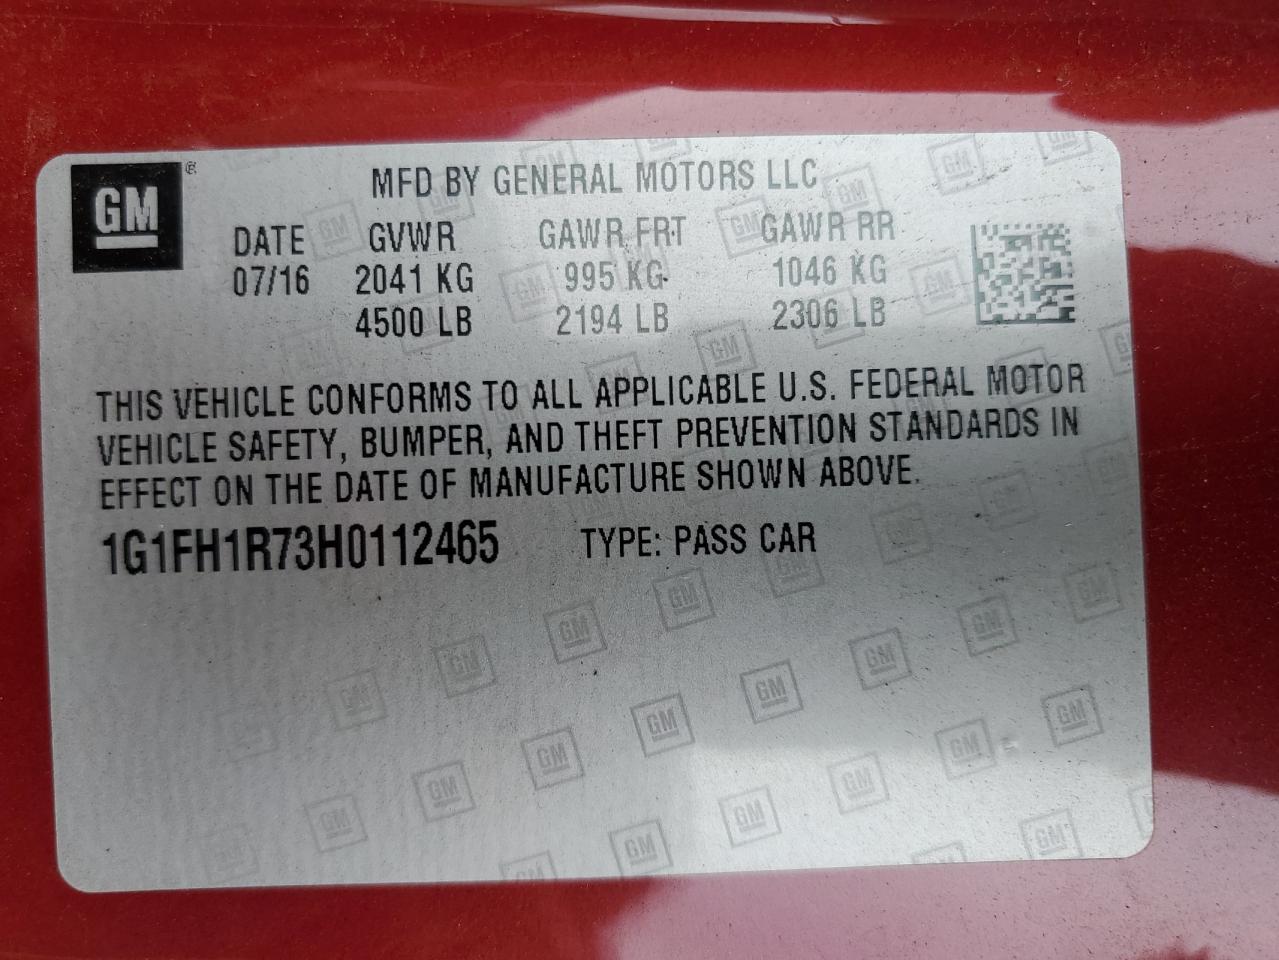 GM ®
MFD BY GENERAL MOTORS LLC
DATE GVWR GAWR FRT GAWR RR
07/16 2041 KG 995 KG 1046 KG
4500 LB 2194 LB 2306 LB
THIS VEHICLE CONFORMS TO ALL APPLICABLE U.S. FEDERAL MOTOR
VEHICLE SAFETY, BUMPER, AND THEFT PREVENTION STANDARDS IN
EFFECT ON THE DATE OF MANUFACTURE SHOWN ABOVE.
1G1FH1R73H0112465 TYPE: PASS CAR